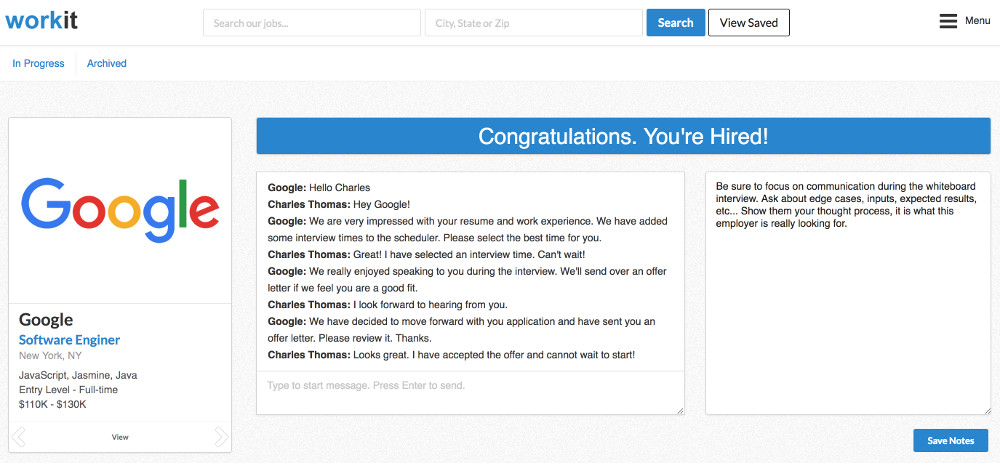 workit
Search our jobs...
City, State or Zip
Search
View Saved
Menu
In Progress
Archived
Google
Google
Software Enginer
New York, NY
JavaScript, Jasmine, Java
Entry Level - Full-time
$110K - $130K
View
Congratulations. You're Hired!
Google: Hello Charles
Charles Thomas: Hey Google!
Google: We are very impressed with your resume and work experience. We have added
some interview times to the scheduler. Please select the best time for you.
Charles Thomas: Great! I have selected an interview time. Can't wait!
Google: We really enjoyed speaking to you during the interview. We'll send over an offer
letter if we feel you are a good fit.
Charles Thomas: I look forward to hearing from you.
Google: We have decided to move forward with you application and have sent you an
offer letter. Please review it. Thanks.
Charles Thomas: Looks great. I have accepted the offer and cannot wait to start!
Type to start message. Press Enter to send.
Be sure to focus on communication during the whiteboard
interview. Ask about edge cases, inputs, expected results,
etc... Show them your thought process, it is what this
employer is really looking for.
Save Notes